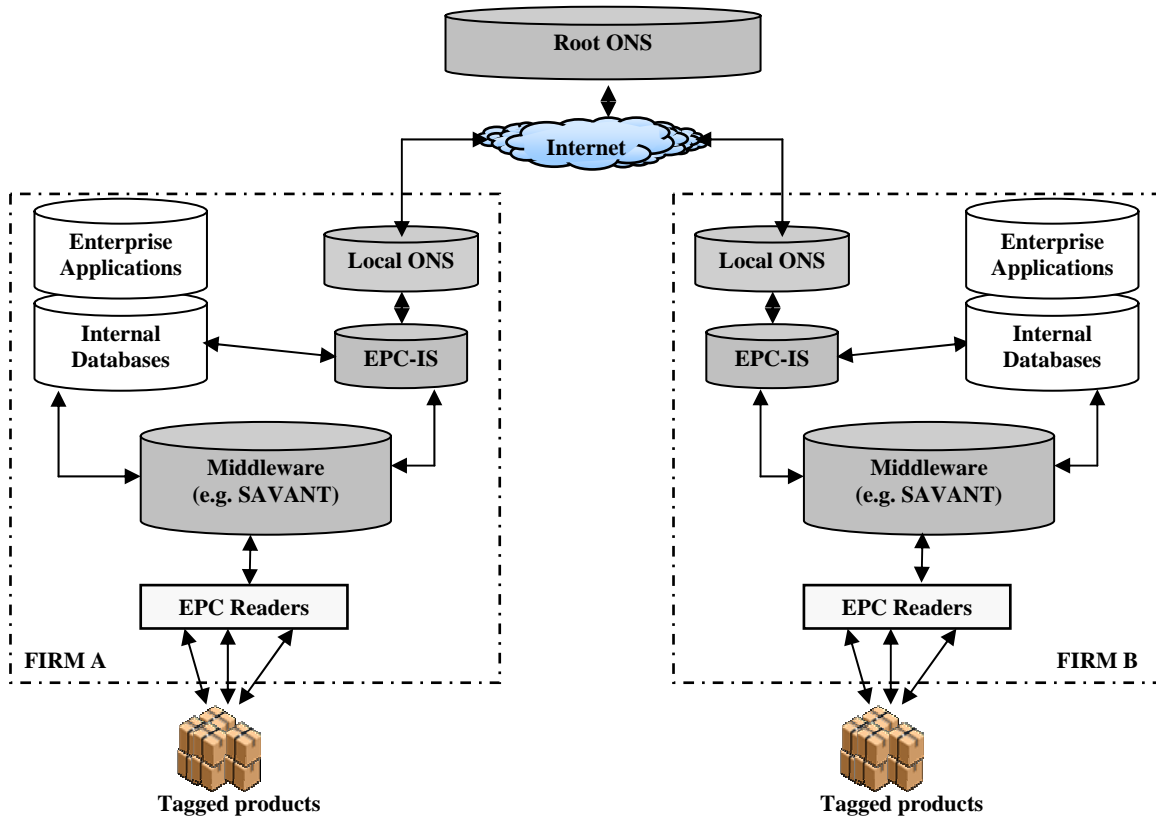 Root ONS
Internet
Enterprise
Applications
Local ONS
Internal
Databases
EPC-IS
Middleware
(e.g. SAVANT)
EPC Readers
FIRM A
Tagged products
Local ONS
Enterprise
Applications
EPC-IS
Internal
Databases
Middleware
(e.g. SAVANT)
EPC Readers
FIRM B
Tagged products